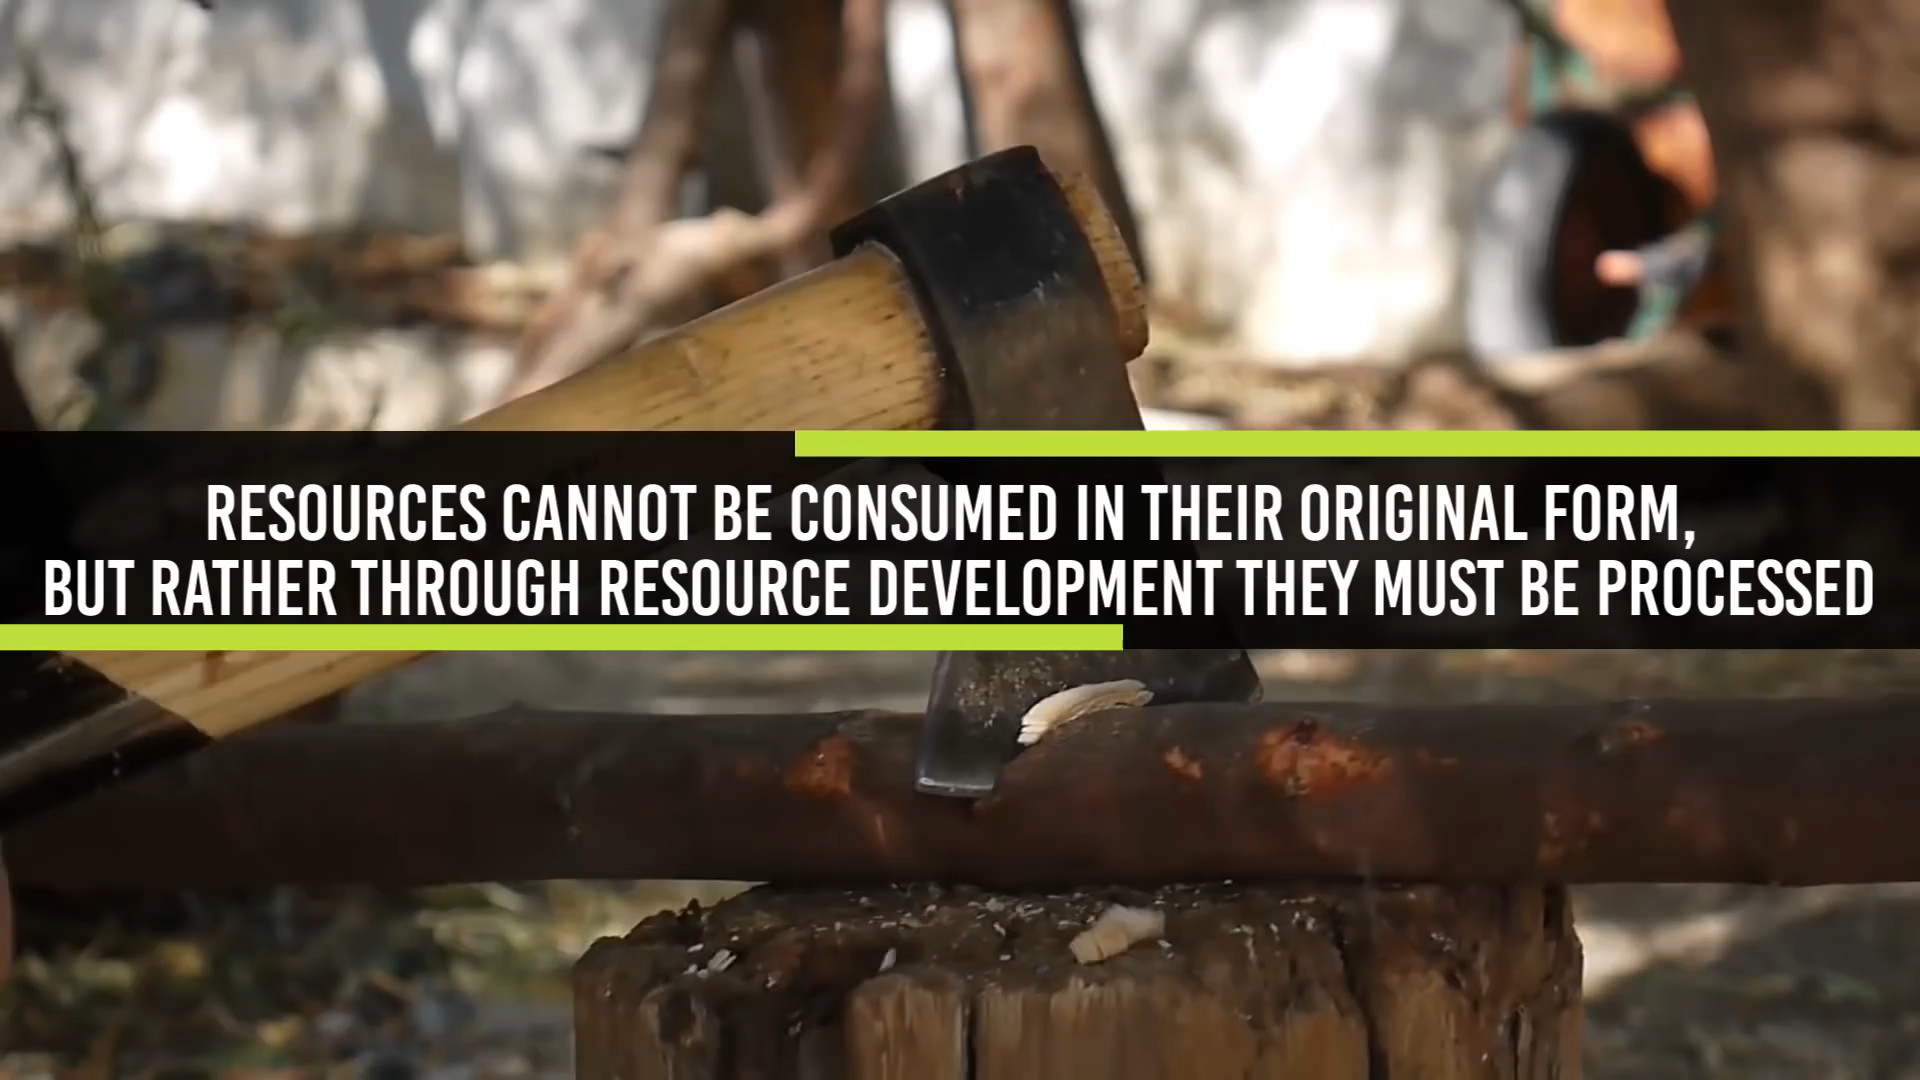 RESOURCES CANNOT BE CONSUMED IN THEIR ORIGINAL FORM,
BUT RATHER THROUGH RESOURCE DEVELOPMENT THEY MUST BE PROCESSED